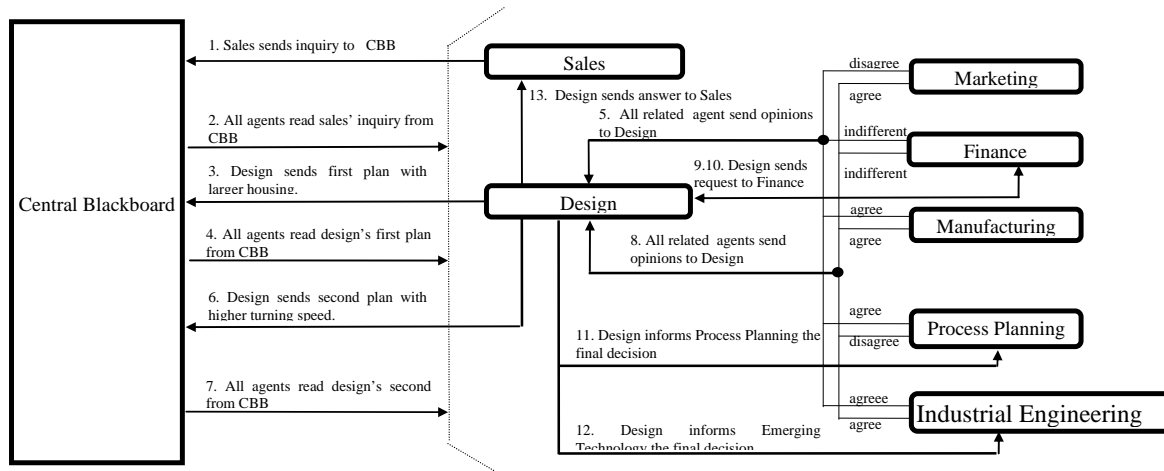 1. Sales sends inquiry to CBB
Sales
13. Design sends answer to Sales
2. All agents read sales' inquiry from
CBB
5. All related agent send opinions
to Design
3. Design sends first plan with
larger housing.
9.10. Design sends
request to Finance
Central Blackboard
Design
4. All agents read design's first plan
from CBB
8. All related agents send
opinions to Design
6. Design sends second plan with
higher turning speed.
11. Design informs Process Planning the
final decision
7. All agents read design's second
from CBB
12. Design informs Emerging
Technology the final decision
disagree
Marketing
agree
indifferent
Finance
indifferent
agree
Manufacturing
agree
agree
Process Planning
disagree
agreee
Industrial Engineering
agree